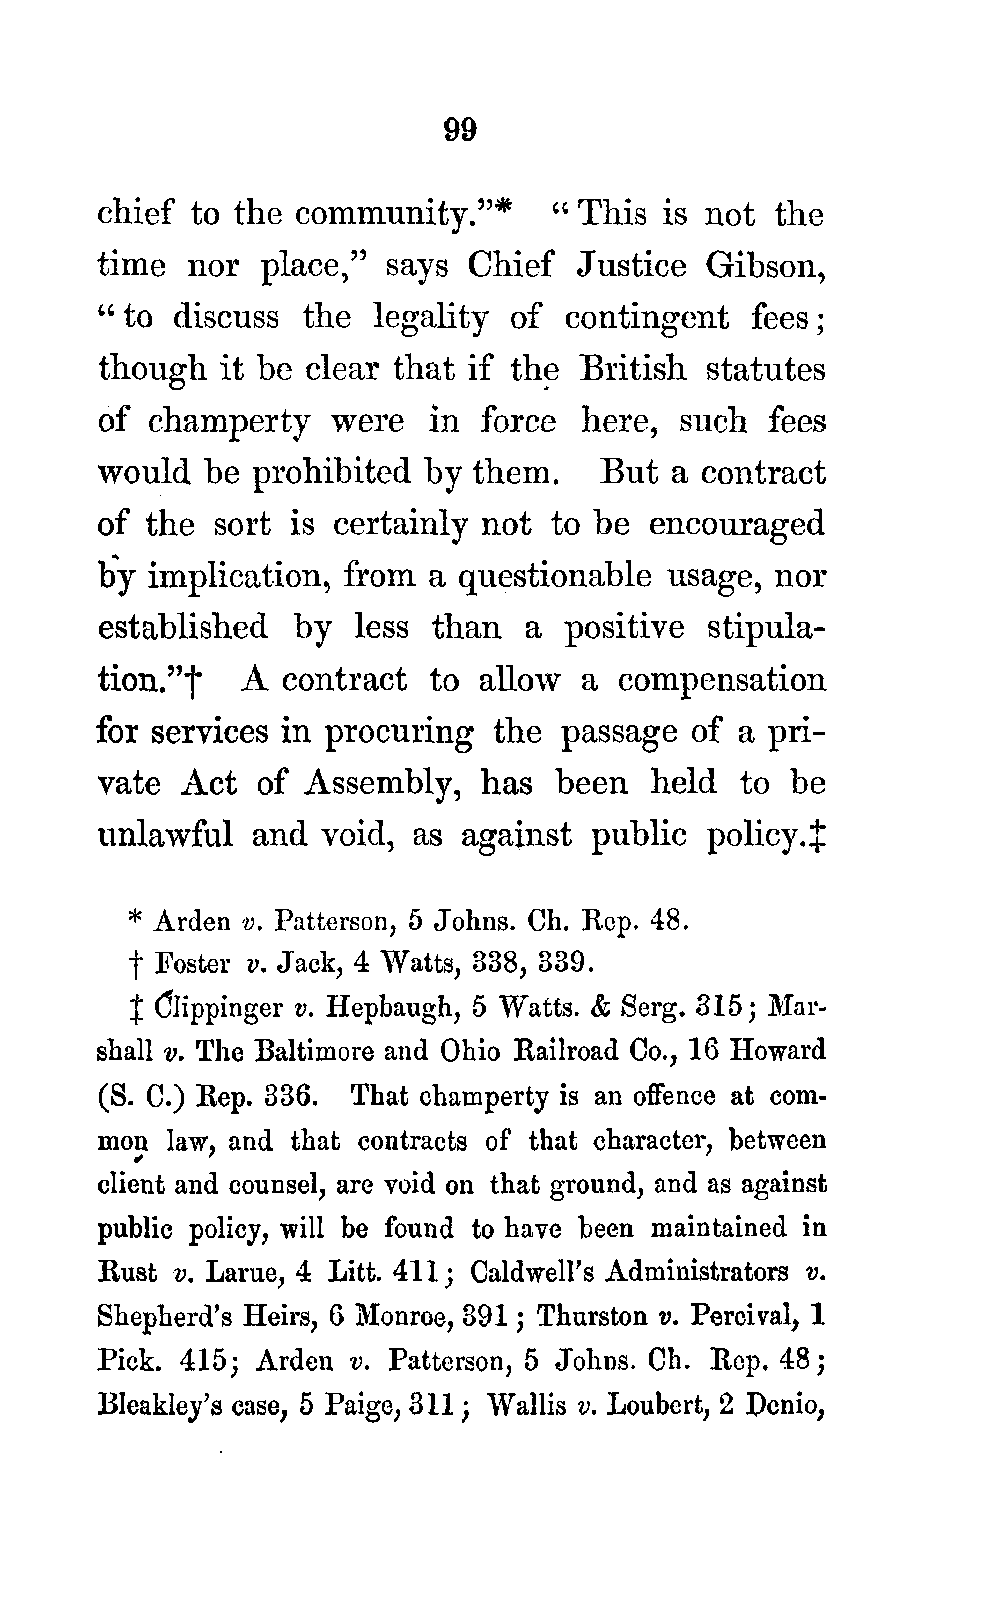 99
chief to the community.”* “ This is not the
time nor place,” says Chief Justice Gibson,
“ to discuss the legality of contingent fees ;
though it be clear that if the British statutes
of champerty were in force here, such fees
would be prohibited by them. But a contract
of the sort is certainly not to be encouraged
by implication, from a questionable usage, nor
established by less than a positive stipula-
tion.”† A contract to allow a compensation
for services in procuring the passage of a pri-
vate Act of Assembly, has been held to be
unlawful and void, as against public policy.‡
* Arden v. Patterson, 5 Johns. Ch. Rep. 48.
† Foster v. Jack, 4 Watts, 338, 339.
‡ Clippinger v. Hepbaugh, 5 Watts. & Serg. 315 ; Mar-
shall v. The Baltimore and Ohio Railroad Co., 16 Howard
(S. C.) Rep. 336. That champerty is an offence at com-
mon law, and that contracts of that character, between
client and counsel, are void on that ground, and as against
public policy, will be found to have been maintained in
Rust v. Larue, 4 Litt. 411 ; Caldwell’s Administrators v.
Shepherd’s Heirs, 6 Monroe, 391 ; Thurston v. Percival, 1
Pick. 415 ; Arden v. Patterson, 5 Johns. Ch. Rep. 48 ;
Bleakley’s case, 5 Paige, 311 ; Wallis v. Loubert, 2 Denio,